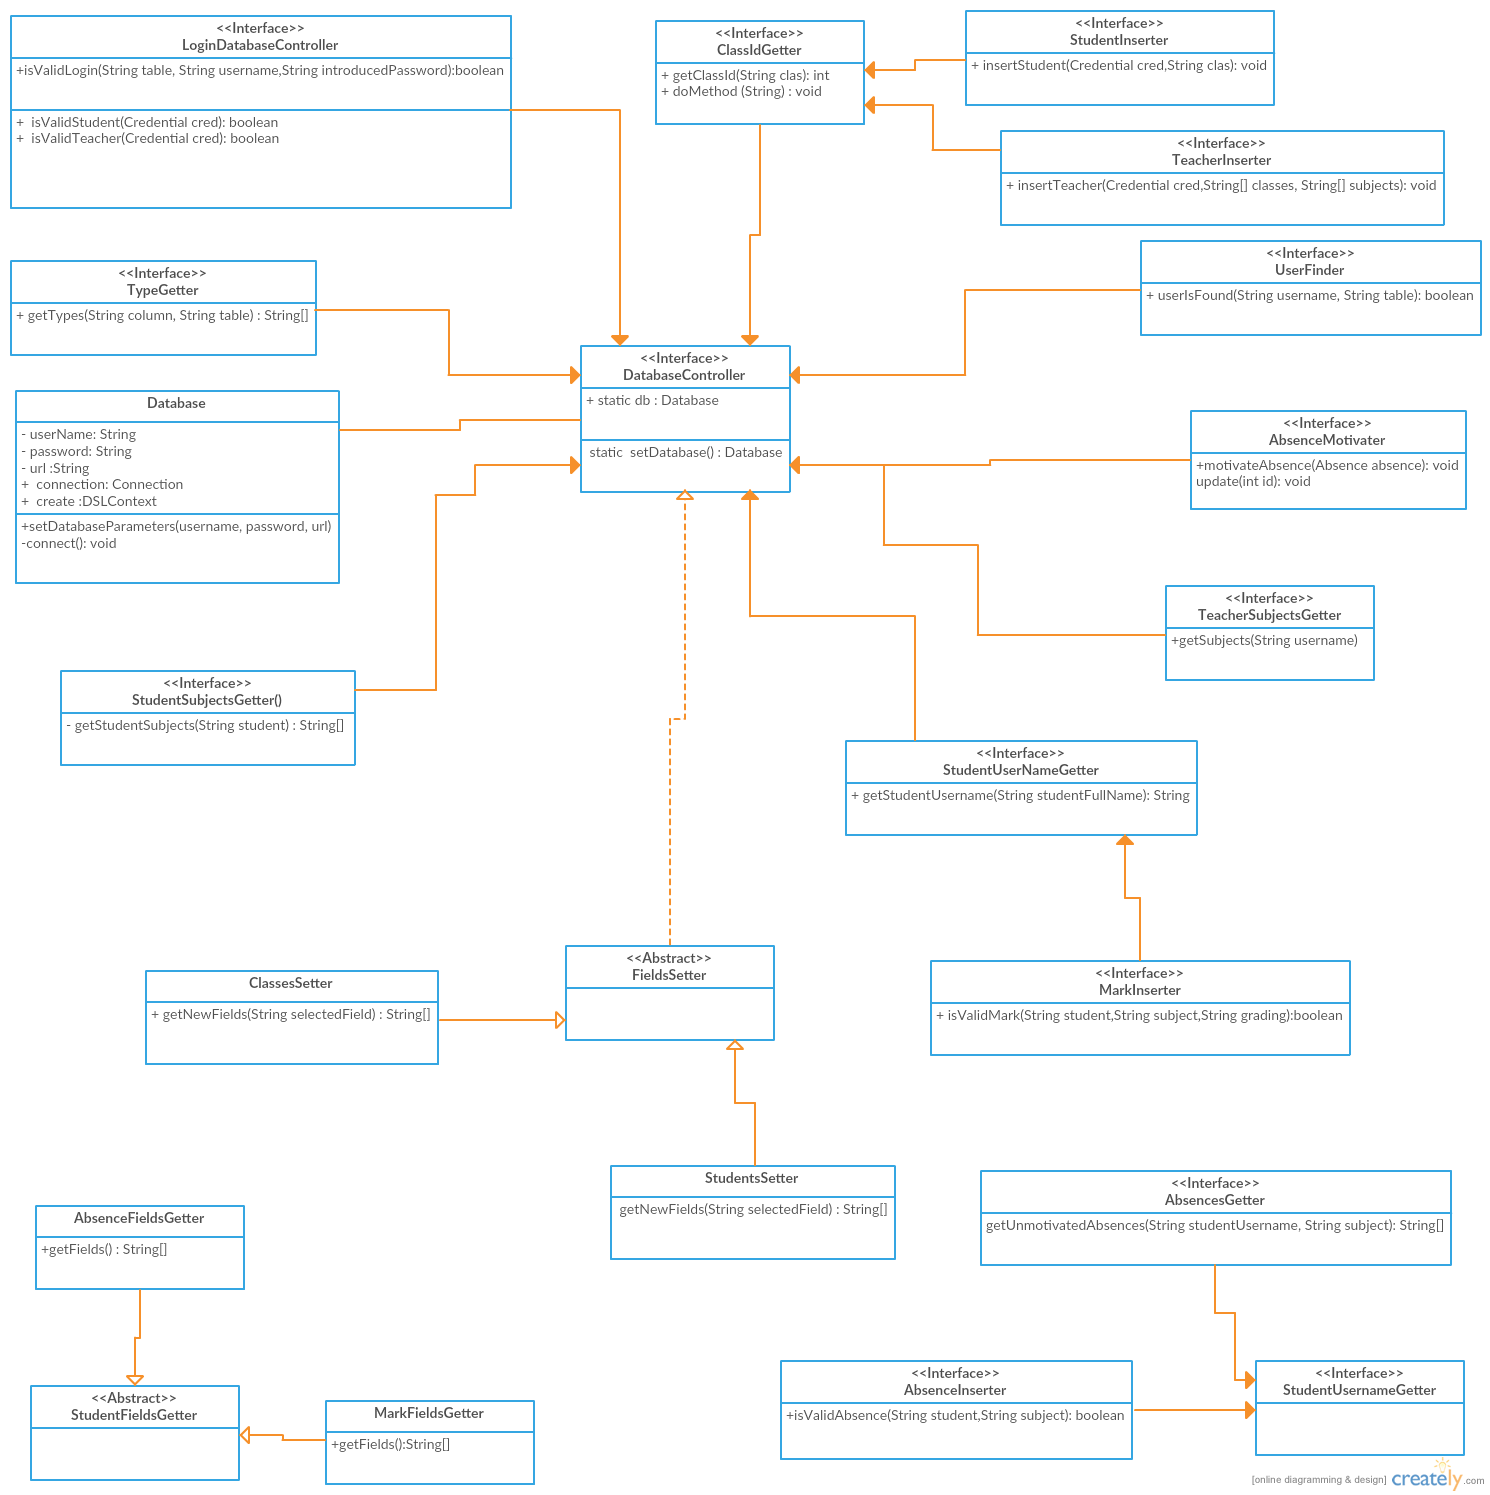 <<Interface>>
LoginDatabaseController
+isValidLogin(String table, String username,String introducedPassword):boolean
+  isValidStudent(Credential cred): boolean
+  isValidTeacher(Credential cred): boolean
<<Interface>>
ClassIdGetter
+ getClassId(String clas): int
+ doMethod (String) : void
<<Interface>>
StudentInserter
+ insertStudent(Credential cred,String clas): void
<<Interface>>
TeacherInserter
+ insertTeacher(Credential cred,String[] classes, String[] subjects): void
<<Interface>>
UserFinder
+ userIsFound(String username, String table): boolean
<<Interface>>
TypeGetter
+ getTypes(String column, String table) : String[]
<<Interface>>
DatabaseController
+ static db : Database
static  setDatabase() : Database
Database
- userName: String
- password: String
- url :String
+  connection: Connection
+  create :DSLContext
+setDatabaseParameters(username, password, url)
-connect(): void
<<Interface>>
AbsenceMotivater
+motivateAbsence(Absence absence): void
update(int id): void
<<Interface>>
TeacherSubjectsGetter
+getSubjects(String username)
<<Interface>>
StudentSubjectsGetter()
- getStudentSubjects(String student) : String[]
<<Interface>>
StudentUserNameGetter
+ getStudentUsername(String studentFullName): String
<<Abstract>>
FieldsSetter
ClassesSetter
+ getNewFields(String selectedField) : String[]
<<Interface>>
MarkInserter
+ isValidMark(String student,String subject,String grading):boolean
StudentsSetter
getNewFields(String selectedField) : String[]
<<Interface>>
AbsencesGetter
getUnmotivatedAbsences(String studentUsername, String subject): String[]
AbsenceFieldsGetter
+getFields() : String[]
<<Abstract>>
StudentFieldsGetter
MarkFieldsGetter
+getFields():String[]
<<Interface>>
AbsenceInserter
+isValidAbsence(String student,String subject): boolean
<<Interface>>
StudentUsernameGetter
[online diagramming & design] creately.com